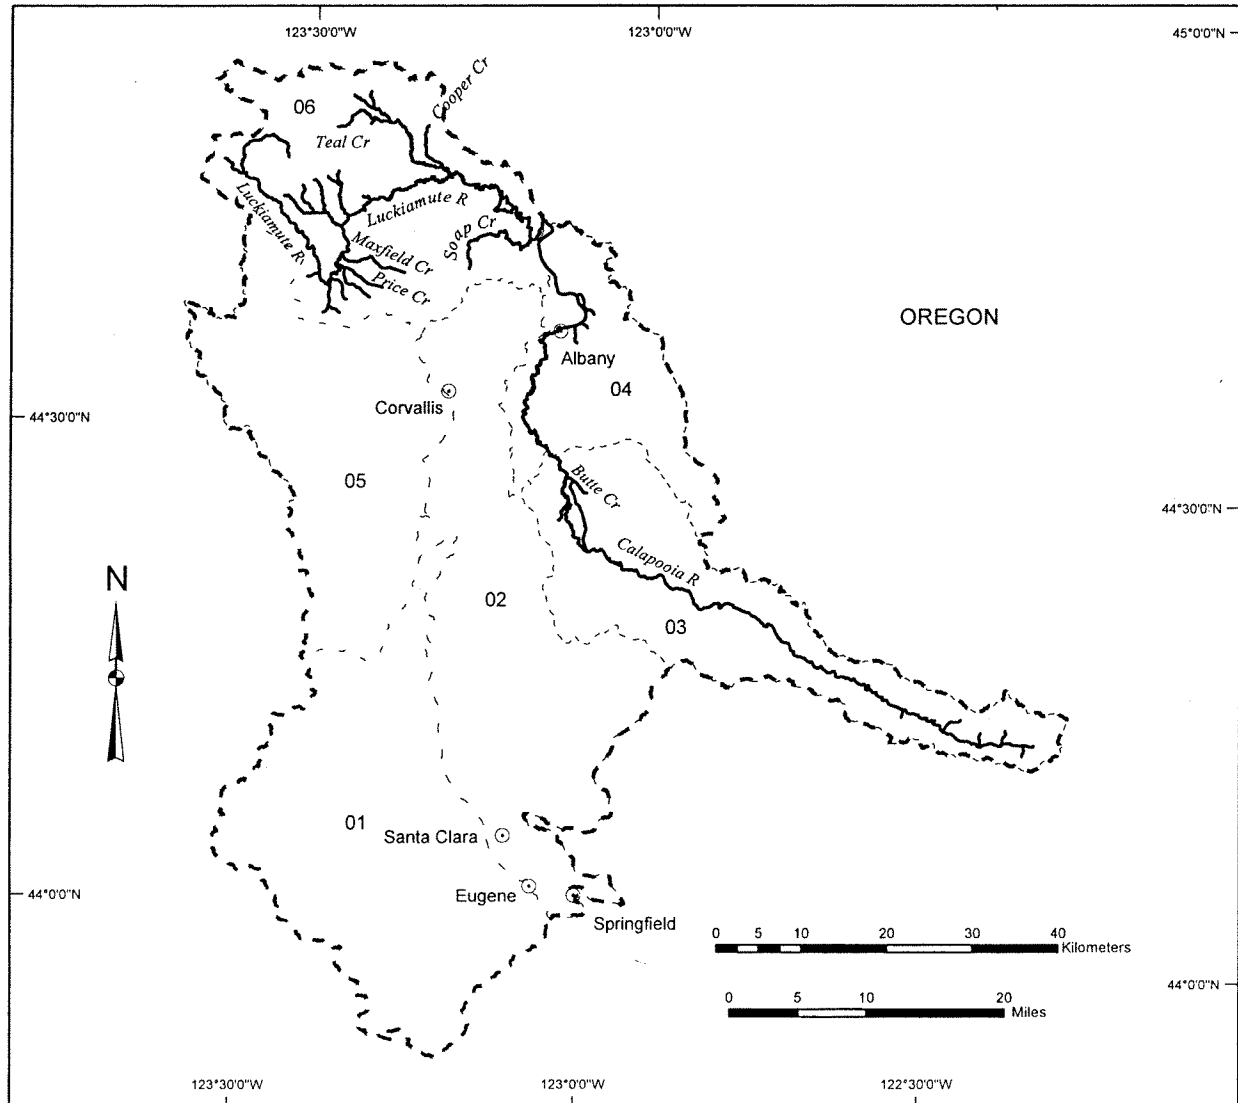 123°30'0"W
123°0'0"W
45°0'0"N
06
Cooper Cr
Teal Cr
Luckiamute R
Luckiamute R
Soap Cr
Maxfield Cr
Price Cr
OREGON
Albany
04
Corvallis
44°30'0"N
05
Butte Cr
44°30'0"N
Calapooia R
N
02
03
01
Santa Clara
Eugene
44°0'0"N
Springfield
0 5 10 20 30 40
Kilometers
44°0'0"N
0 5 10 20
Miles
123°30'0"W
123°0'0"W
122°30'0"W